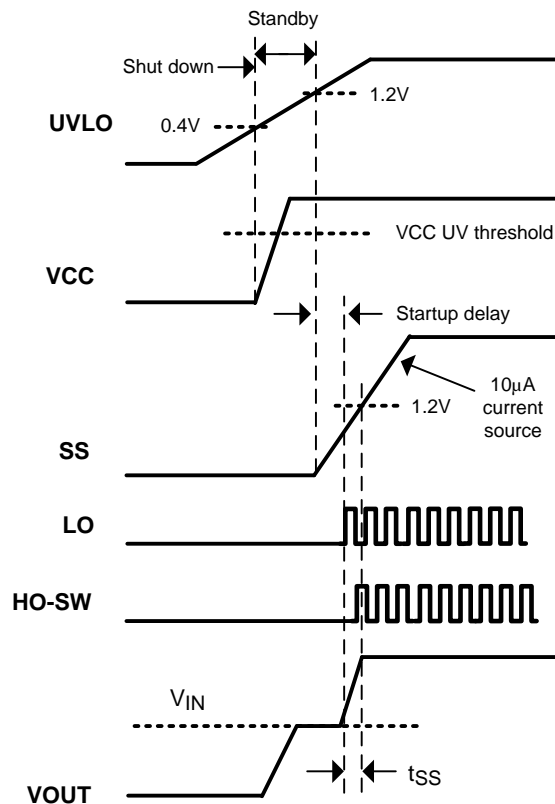 Standby
Shut down
1.2V
0.4V
UVLO
VCC UV threshold
VCC
Startup delay
10μA
current
source
1.2V
SS
LO
HO-SW
VIN
tSS
VOUT